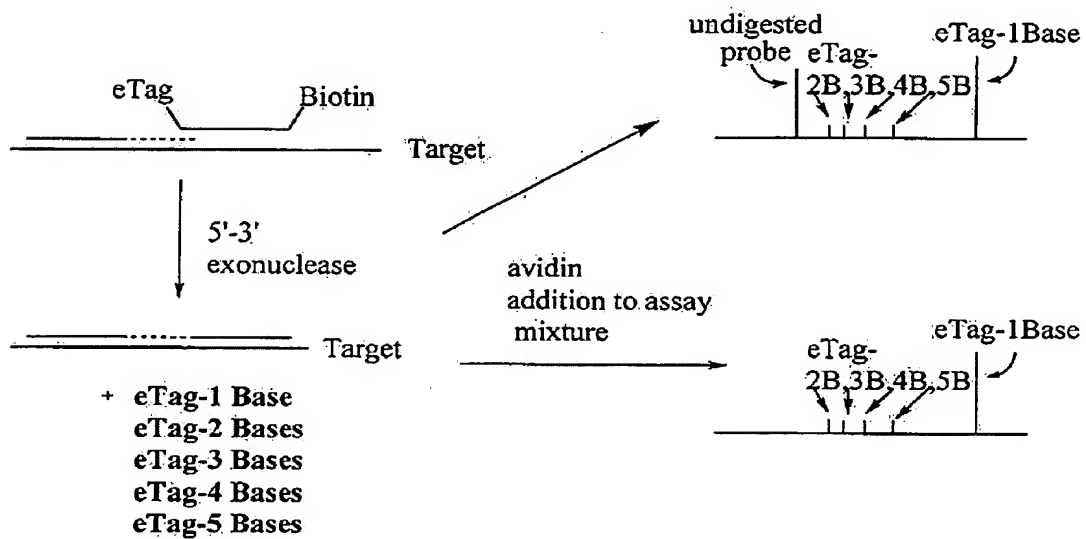 eTag
Biotin
Target
5'-3'
exonuclease
Target
+ eTag-1 Base
eTag-2 Bases
eTag-3 Bases
eTag-4 Bases
eTag-5 Bases
avidin
addition to assay
mixture
undigested
probe
eTag-
2B,3B,4B,5B
eTag-1Base
eTag-
2B,3B,4B,5B
eTag-1Base